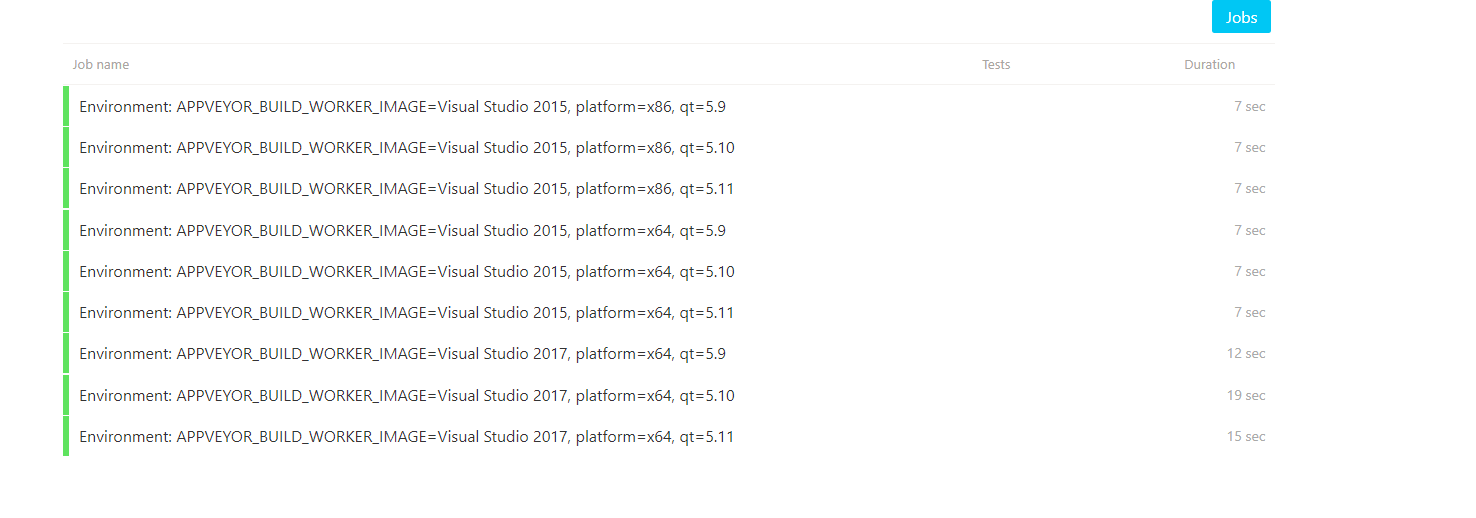 Jobs
Job name Tests Duration
Environment: APPVEYOR_BUILD_WORKER_IMAGE=Visual Studio 2015, platform=x86, qt=5.9 7 sec
Environment: APPVEYOR_BUILD_WORKER_IMAGE=Visual Studio 2015, platform=x86, qt=5.10 7 sec
Environment: APPVEYOR_BUILD_WORKER_IMAGE=Visual Studio 2015, platform=x86, qt=5.11 7 sec
Environment: APPVEYOR_BUILD_WORKER_IMAGE=Visual Studio 2015, platform=x64, qt=5.9 7 sec
Environment: APPVEYOR_BUILD_WORKER_IMAGE=Visual Studio 2015, platform=x64, qt=5.10 7 sec
Environment: APPVEYOR_BUILD_WORKER_IMAGE=Visual Studio 2015, platform=x64, qt=5.11 7 sec
Environment: APPVEYOR_BUILD_WORKER_IMAGE=Visual Studio 2017, platform=x64, qt=5.9 12 sec
Environment: APPVEYOR_BUILD_WORKER_IMAGE=Visual Studio 2017, platform=x64, qt=5.10 19 sec
Environment: APPVEYOR_BUILD_WORKER_IMAGE=Visual Studio 2017, platform=x64, qt=5.11 15 sec